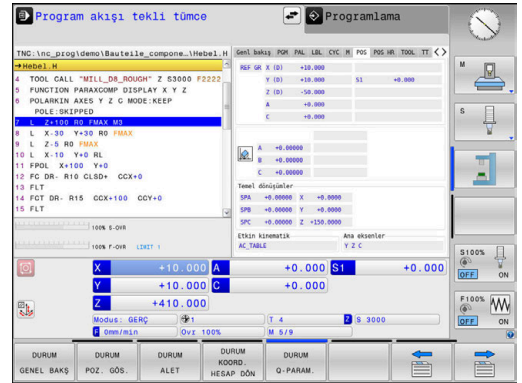 Program akışı tekli tümce
Programlama
TNC:\nc_prog\demo\Bauteile_compone…\Hebel.H
→Hebel.H
4 TOOL CALL "MILL_D8_ROUGH" Z S3000 F2222
5 FUNCTION PARAXCOMP DISPLAY X Y Z
6 POLARKIN AXES Y Z C MODE:KEEP
POLE:SKIPPED
7 L Z+100 R0 FMAX M3
8 L X-30 Y+30 R0 FMAX
9 L Z-5 R0 FMAX
10 L X-10 Y+0 RL
11 FPOL X+100 Y+0
12 FC DR- R10 CLSD+ CCX+0
13 FLT
14 FCT DR- R15 CCX+100 CCY+0
15 FLT
100% S-OVR
100% F-OVR LIMIT 1
Genl bakış PGM PAL LBL CYC M POS POS HR TOOL TT
REF GR X (D) +10.000
Y (D) +10.000 S1 +0.000
Z (D) -50.000
A +0.000
C +0.000
A +0.00000
B +0.00000
C +0.00000
Temel dönüşümler
SPA +0.00000 X +0.0000
SPB +0.00000 Y +0.0000
SPC +0.00000 Z +150.0000
Etkin kinematik Ana eksenler
AC_TABLE Y Z C
X +10.000 A +0.000 S1 +0.000
Y +10.000 C +0.000
Z +410.000
Modus: GERÇ 1 T 4 Z S 3000
F 0mm/min Ovr 100% M 5/9
M
S
S100%
OFF ON
F100%
OFF ON
DURUM GENEL BAKŞ
DURUM POZ. GÖS.
DURUM ALET
DURUM KOORD. HESAP DÖN
DURUM Q-PARAM.